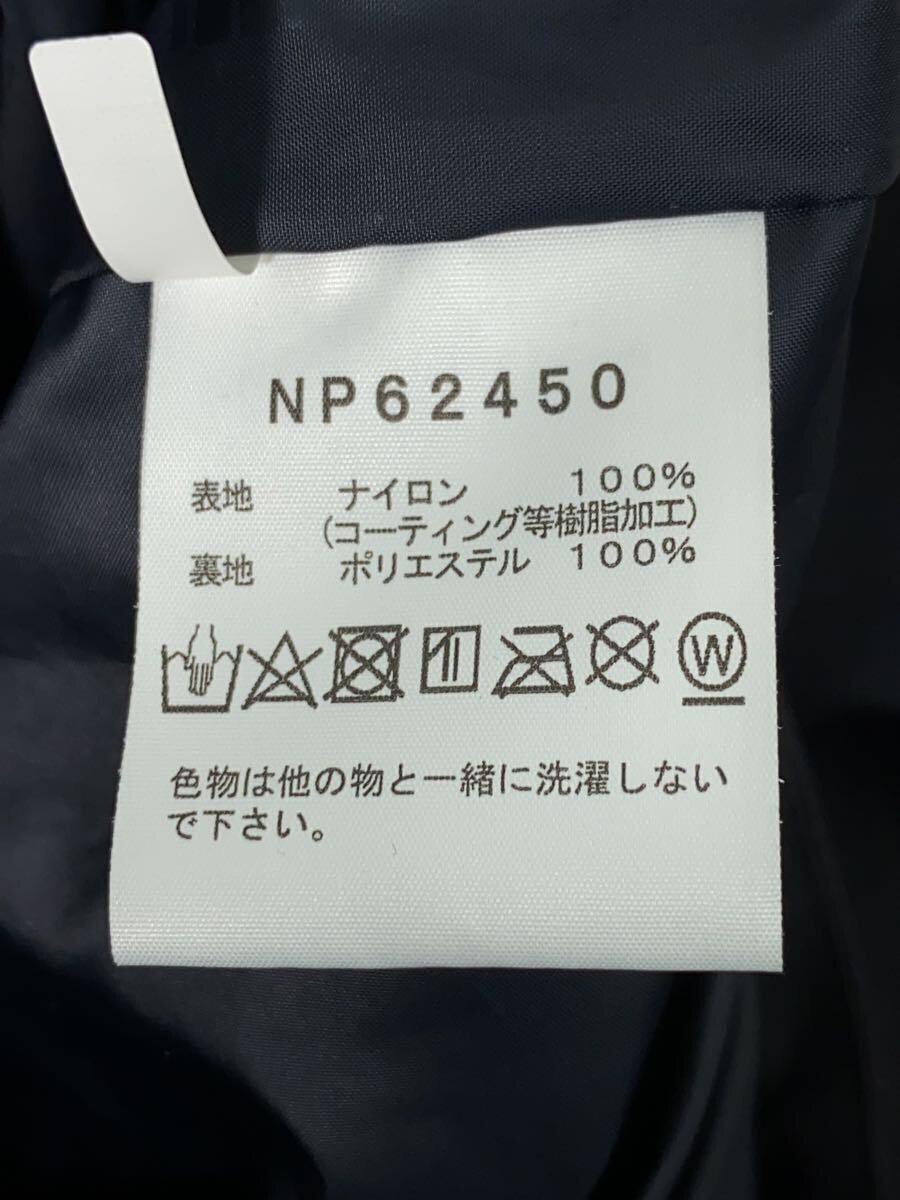 NP62450
表地 ナイロン 100%
(コーティング等樹脂加工)
裏地 ポリエステル 100%
W
色物は他の物と一緒に洗濯しない
で下さい。